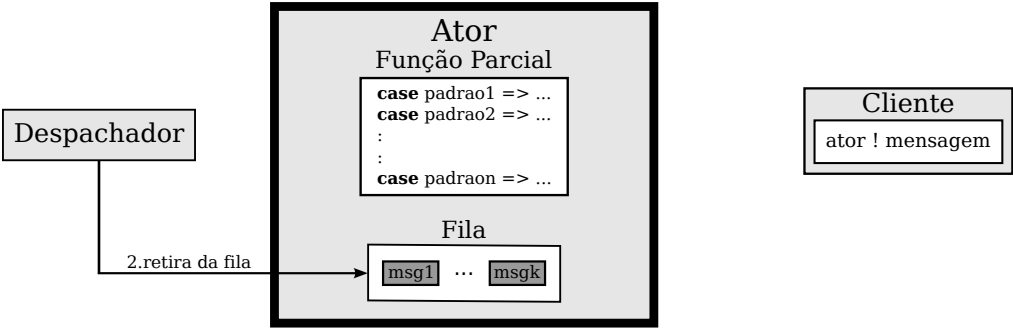 Ator
Função Parcial
case padrao1 => ...
case padrao2 => ...
:
:
case padraon => ...
Despachador
Cliente
ator ! mensagem
Fila
2.retira da fila
msg1 ... msgk